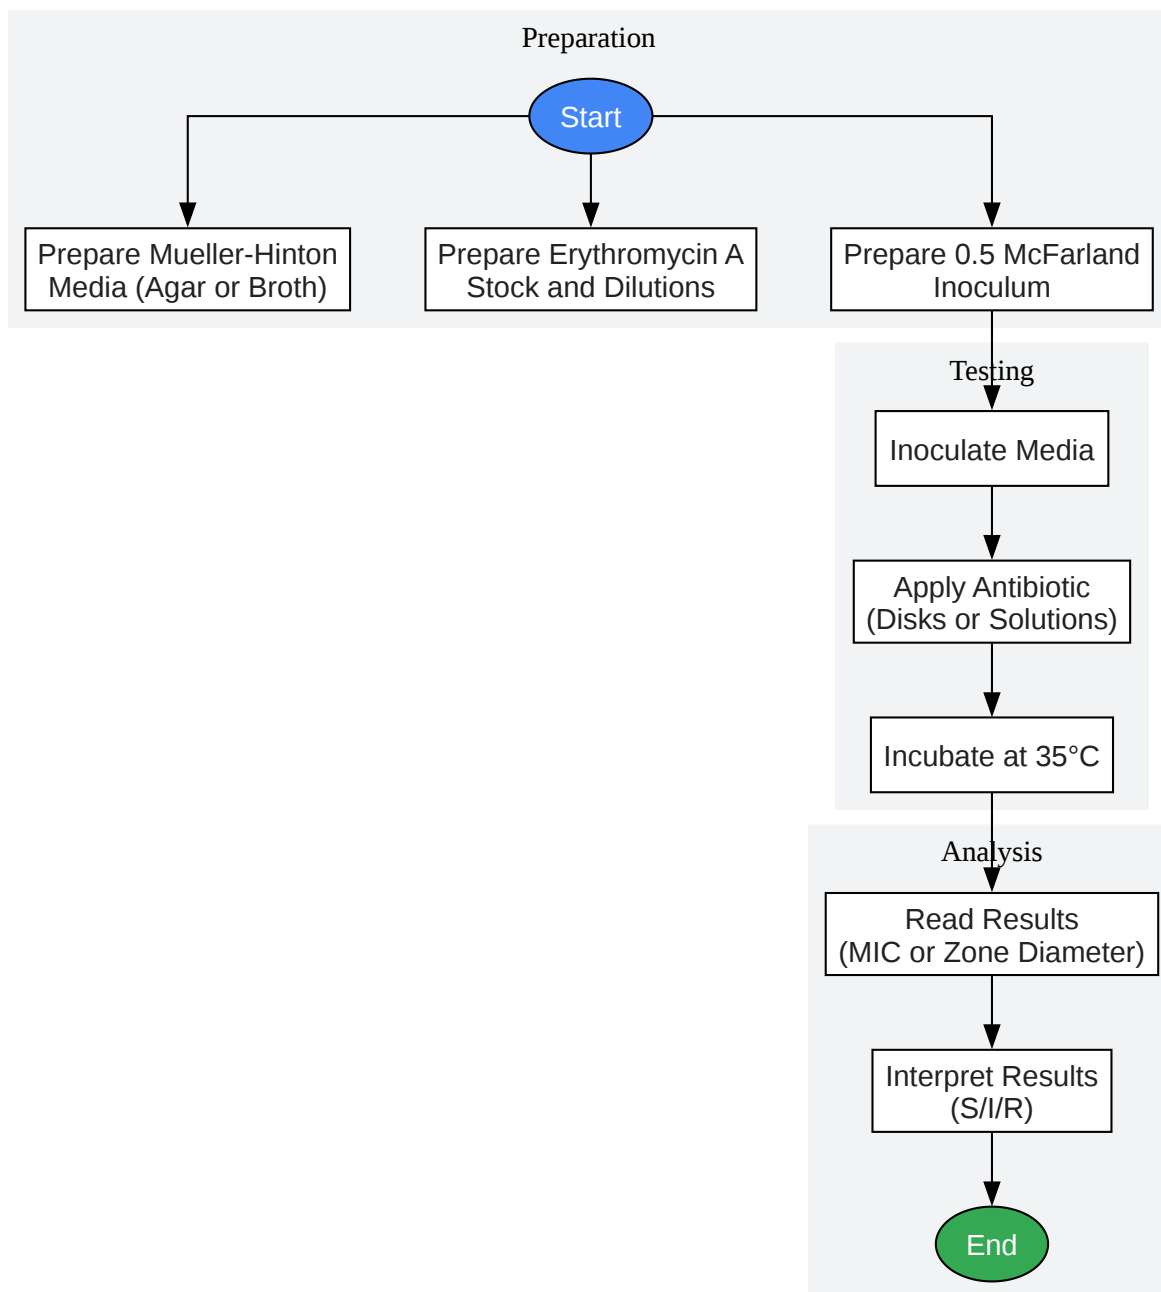 Preparation
Start
Prepare Mueller-Hinton
Media (Agar or Broth)
Prepare Erythromycin A
Stock and Dilutions
Prepare 0.5 McFarland
Inoculum
Testing
Inoculate Media
Apply Antibiotic
(Disks or Solutions)
Incubate at 35°C
Analysis
Read Results
(MIC or Zone Diameter)
Interpret Results
(S/I/R)
End